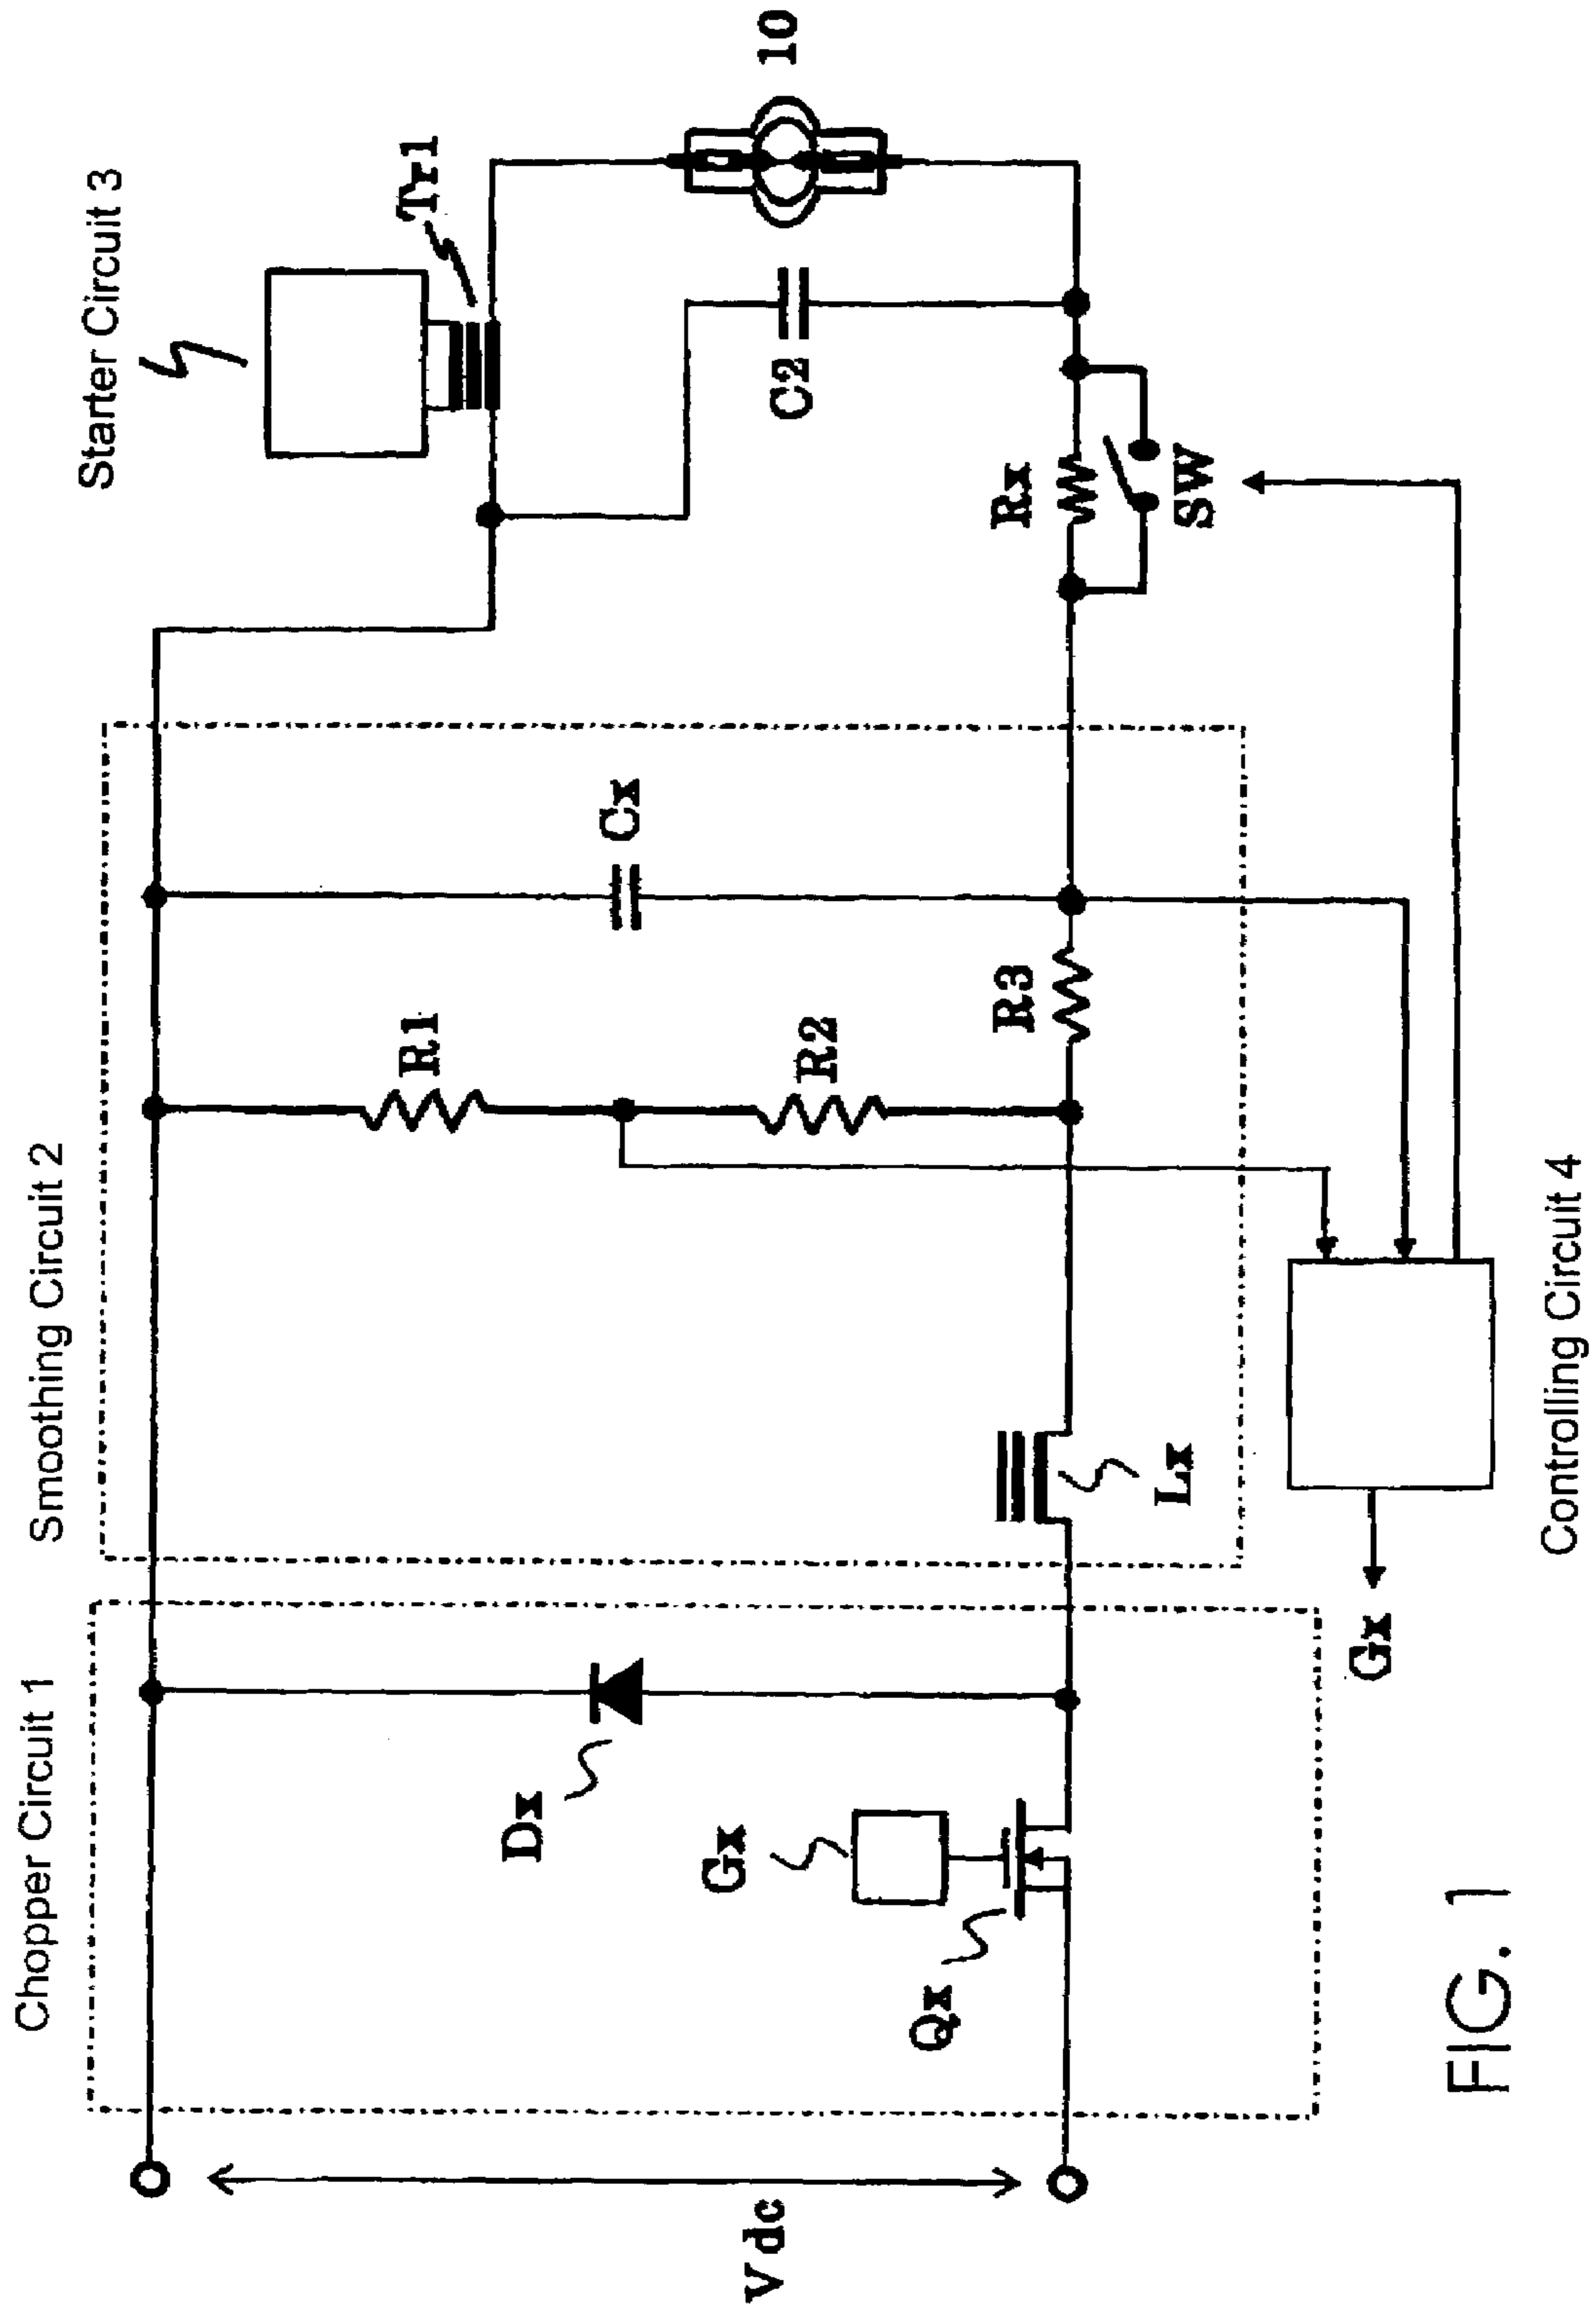 Chopper Circuit 1
Smoothing Circuit 2
Starter Circuit 3
Tr1
10
Dx
R1
Cx
C2
Gx
R2
Vdc
Qx
R3
Rx
Lx
SW
Gx
Controlling Circuit 4
FIG. 1